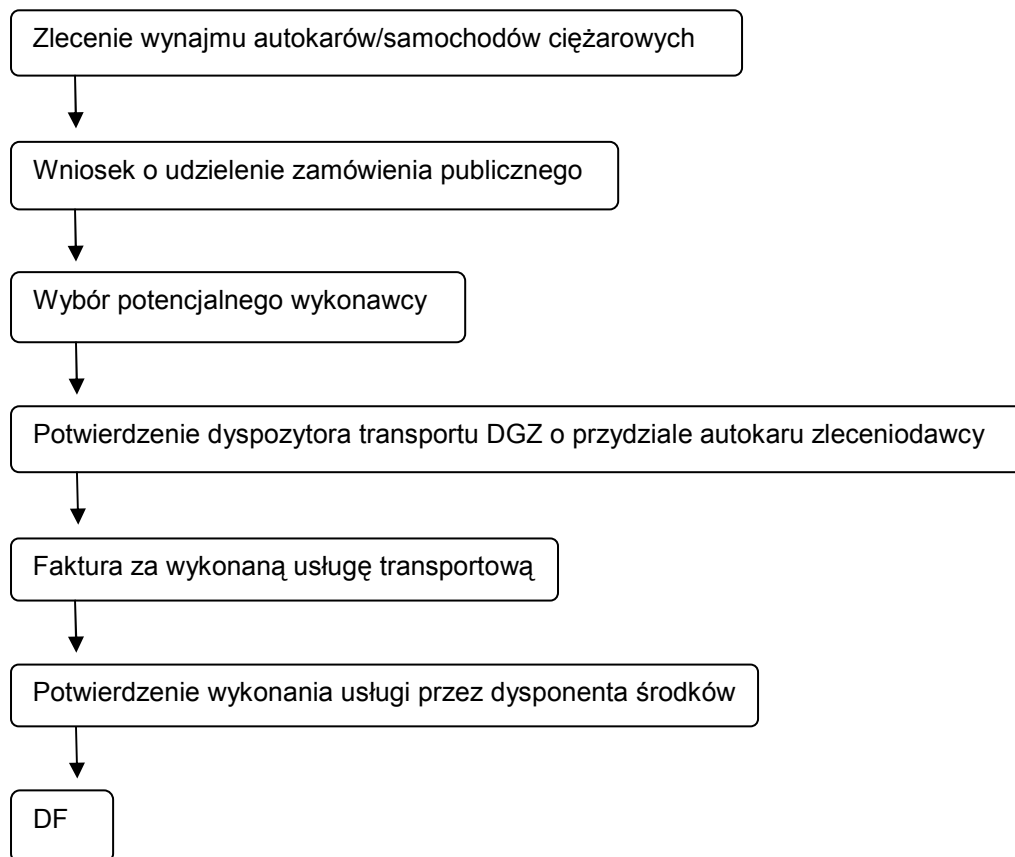 Zlecenie wynajmu autokarów/samochodów ciężarowych
Wniosek o udzielenie zamówienia publicznego
Wybór potencjalnego wykonawcy
Potwierdzenie dyspozytora transportu DGZ o przydziale autokaru zleceniodawcy
Faktura za wykonaną usługę transportową
Potwierdzenie wykonania usługi przez dysponenta środków
DF